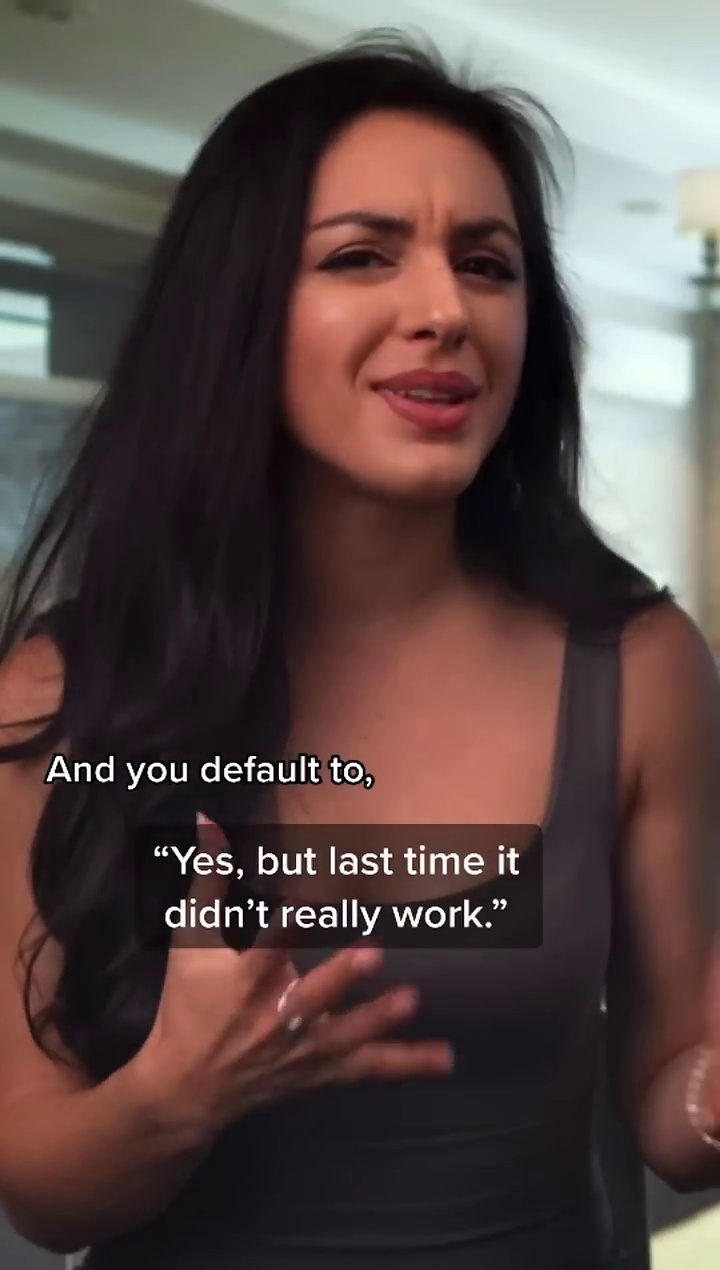 And you default to,
“Yes, but last time it
didn’t really work.”